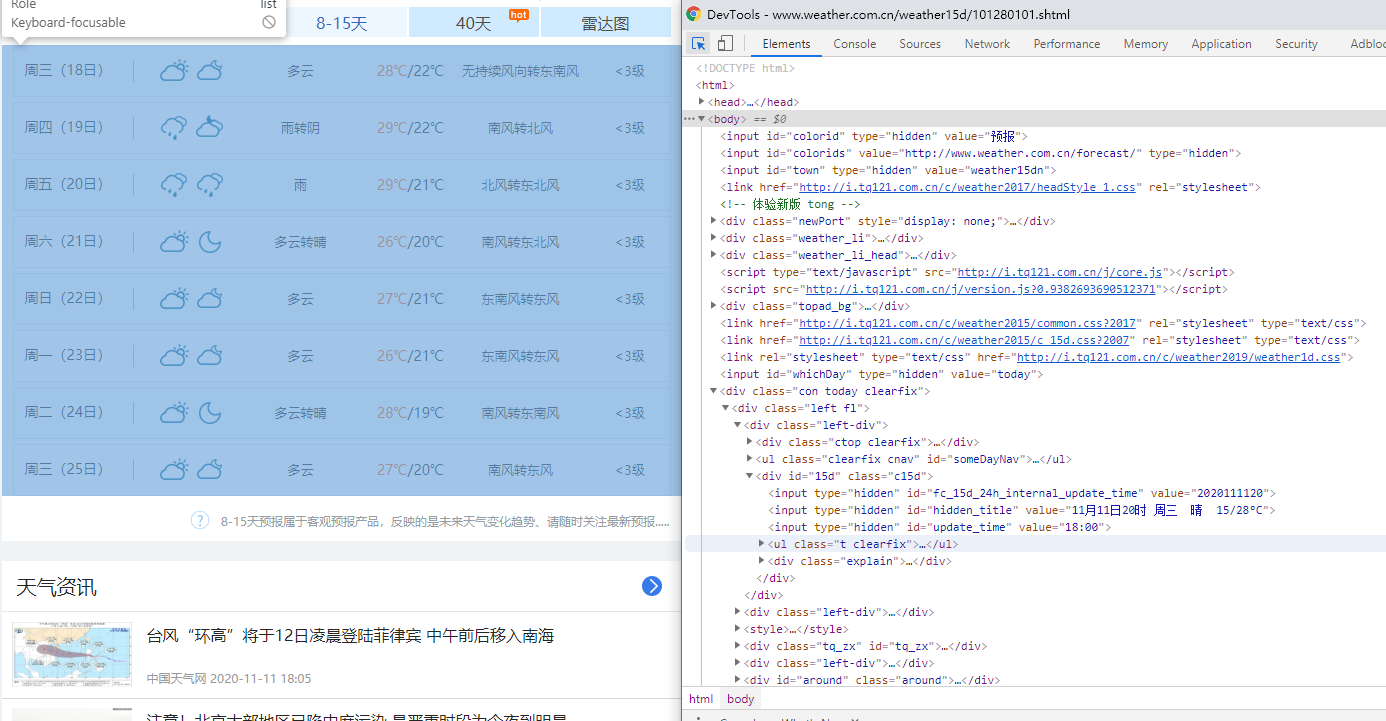 Role list
Keyboard-focusable
8-15天
40天
hot
雷达图
周三（18日） 多云 28℃/22℃ 无持续风向转东南风 <3级
周四（19日） 雨转阴 29℃/22℃ 南风转北风 <3级
周五（20日） 雨 29℃/21℃ 北风转东北风 <3级
周六（21日） 多云转晴 26℃/20℃ 南风转东北风 <3级
周日（22日） 多云 27℃/21℃ 东南风转东风 <3级
周一（23日） 多云 26℃/21℃ 东南风转东风 <3级
周二（24日） 多云转晴 28℃/19℃ 南风转东南风 <3级
周三（25日） 多云 27℃/20℃ 南风转东风 <3级
? 8-15天预报属于客观预报产品，反映的是未来天气变化趋势、请随时关注最新预报.....
天气资讯
台风“环高”将于12日凌晨登陆菲律宾 中午前后移入南海
中国天气网 2020-11-11 18:05
DevTools - www.weather.com.cn/weather15d/101280101.shtml
Elements Console Sources Network Performance Memory Application Security
<!DOCTYPE html>
<html>
<head>…</head>
<body> == $0
<input id="colorid" type="hidden" value="预报">
<input id="colorids" value="http://www.weather.com.cn/forecast/" type="hidden">
<input id="town" type="hidden" value="weather15dn">
<link href="http://i.tq121.com.cn/c/weather2017/headStyle_1.css" rel="stylesheet">
<!-- 体验新版 tong -->
<div class="newPort" style="display: none;">…</div>
<div class="weather_li">…</div>
<div class="weather_li_head">…</div>
<script type="text/javascript" src="http://i.tq121.com.cn/j/core.js"></script>
<script src="http://i.tq121.com.cn/j/version.js?0.9382693690512371"></script>
<div class="topad_bg">…</div>
<link href="http://i.tq121.com.cn/c/weather2015/common.css?2017" rel="stylesheet" type="text/css">
<link href="http://i.tq121.com.cn/c/weather2015/c_15d.css?2007" rel="stylesheet" type="text/css">
<link rel="stylesheet" type="text/css" href="http://i.tq121.com.cn/c/weather2019/weather1d.css">
<input id="whichDay" type="hidden" value="today">
<div class="con today clearfix">
<div class="left fl">
<div class="left-div">
<div class="ctop clearfix">…</div>
<ul class="clearfix cnav" id="someDayNav">…</ul>
<div id="15d" class="c15d">
<input type="hidden" id="fc_15d_24h_internal_update_time" value="2020111120">
<input type="hidden" id="hidden_title" value="11月11日20时 周三  晴  15/28°C">
<input type="hidden" id="update_time" value="18:00">
<ul class="t clearfix">…</ul>
<div class="explain">…</div>
</div>
</div>
<div class="left-div">…</div>
<style>…</style>
<div class="tq_zx" id="tq_zx">…</div>
<div class="left-div">…</div>
<div id="around" class="around">…</div>
html body